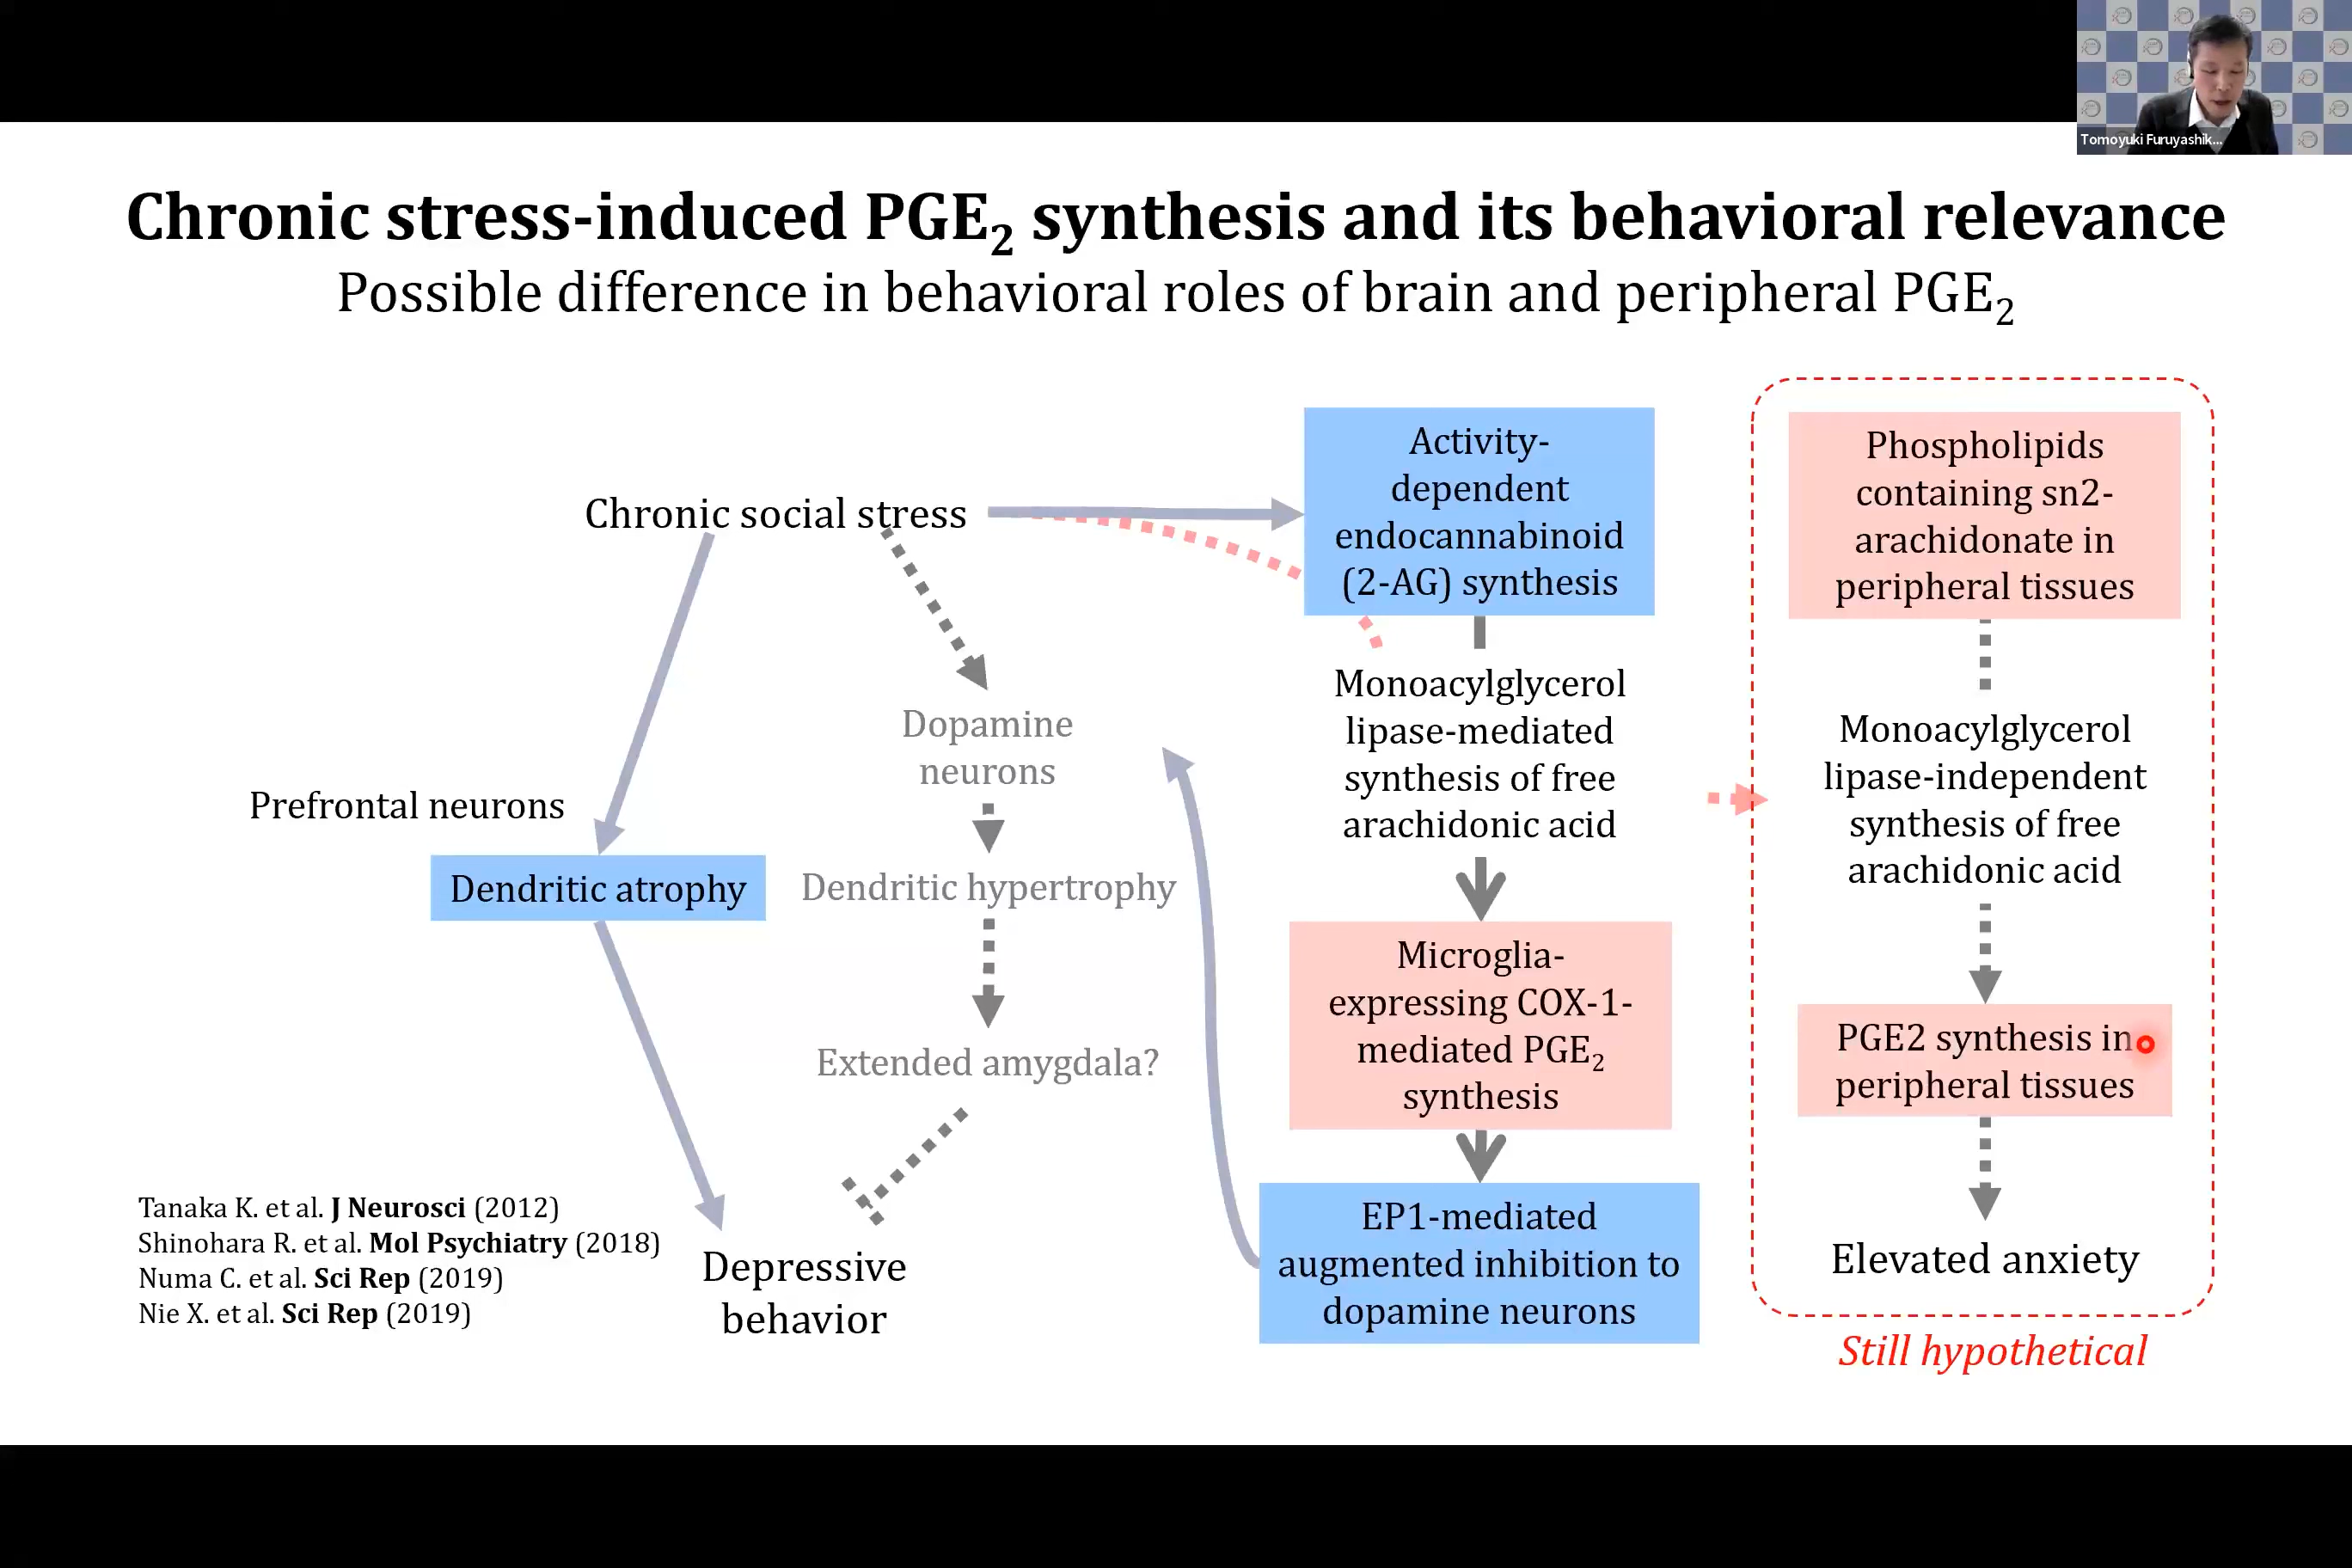 Tomoyuki Furuyashik...
Chronic stress-induced PGE₂ synthesis and its behavioral relevance
Possible difference in behavioral roles of brain and peripheral PGE₂
Chronic social stress
Prefrontal neurons
Dendritic atrophy
Dopamine
neurons
Dendritic hypertrophy
Extended amygdala?
Depressive
behavior
Activity-
dependent
endocannabinoid
(2-AG) synthesis
Monoacylglycerol
lipase-mediated
synthesis of free
arachidonic acid
Microglia-
expressing COX-1-
mediated PGE₂
synthesis
EP1-mediated
augmented inhibition to
dopamine neurons
Phospholipids
containing sn2-
arachidonate in
peripheral tissues
Monoacylglycerol
lipase-independent
synthesis of free
arachidonic acid
PGE2 synthesis in
peripheral tissues
Elevated anxiety
Still hypothetical
Tanaka K. et al. J Neurosci (2012)
Shinohara R. et al. Mol Psychiatry (2018)
Numa C. et al. Sci Rep (2019)
Nie X. et al. Sci Rep (2019)